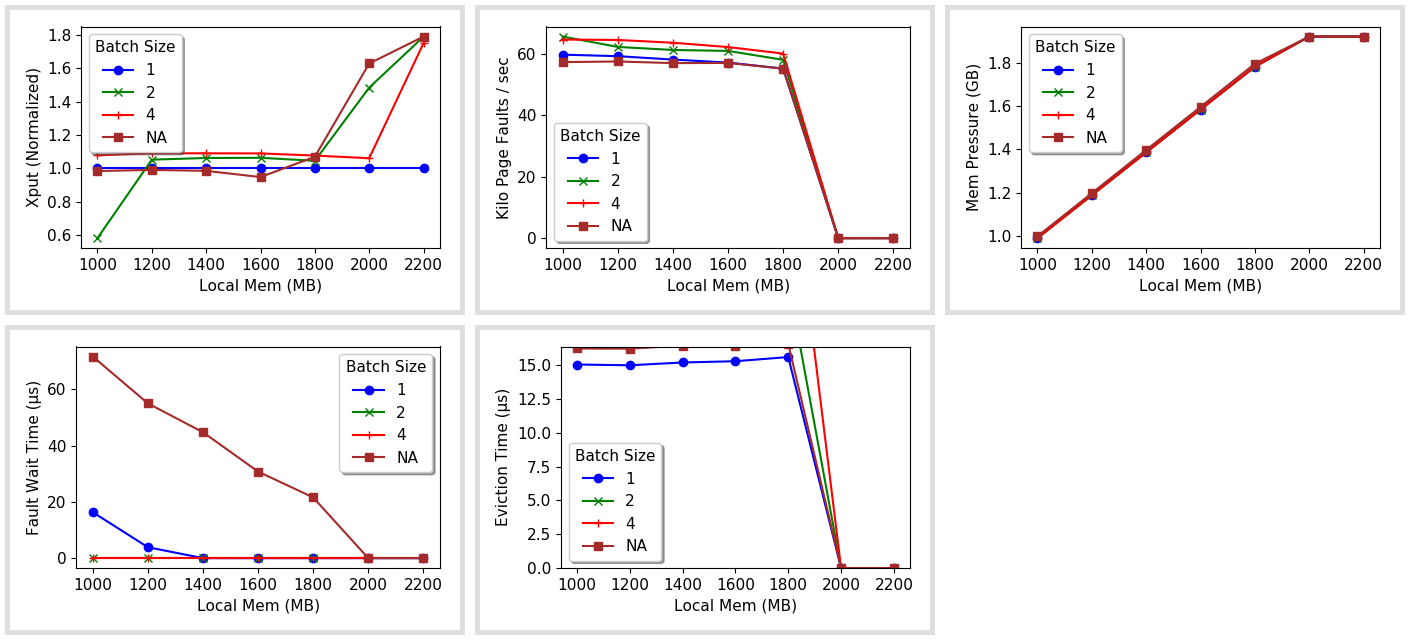 Xput (Normalized)
1.8
1.6
1.4
1.2
1.0
0.8
0.6
Batch Size
1
2
4
NA
1000 1200 1400 1600 1800 2000 2200
Local Mem (MB)
Kilo Page Faults / sec
60
40
20
0
Batch Size
1
2
4
NA
1000 1200 1400 1600 1800 2000 2200
Local Mem (MB)
Mem Pressure (GB)
1.8
1.6
1.4
1.2
1.0
Batch Size
1
2
4
NA
1000 1200 1400 1600 1800 2000 2200
Local Mem (MB)
Fault Wait Time (µs)
60
40
20
0
Batch Size
1
2
4
NA
1000 1200 1400 1600 1800 2000 2200
Local Mem (MB)
Eviction Time (µs)
15.0
12.5
10.0
7.5
5.0
2.5
0.0
Batch Size
1
2
4
NA
1000 1200 1400 1600 1800 2000 2200
Local Mem (MB)